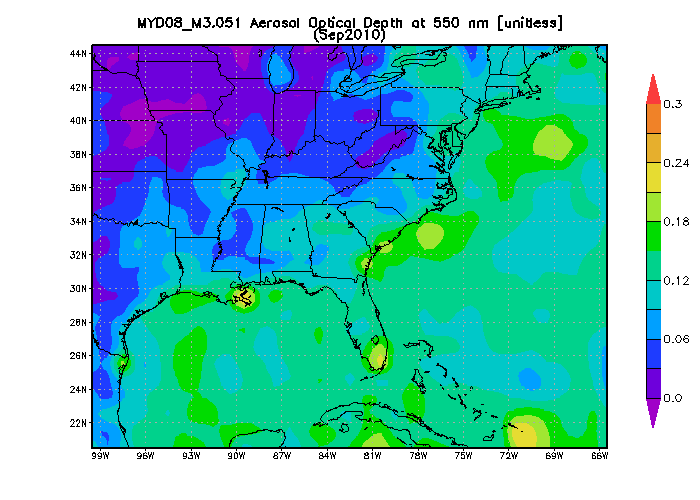 MYD08_M3.051 Aerosol Optical Depth at 550 nm [unitless]
(Sep2010)
44N
42N
40N
38N
36N
34N
32N
30N
28N
26N
24N
22N
99W 96W 93W 90W 87W 84W 81W 78W 75W 72W 69W 66W
0.3
0.24
0.18
0.12
0.06
0.0